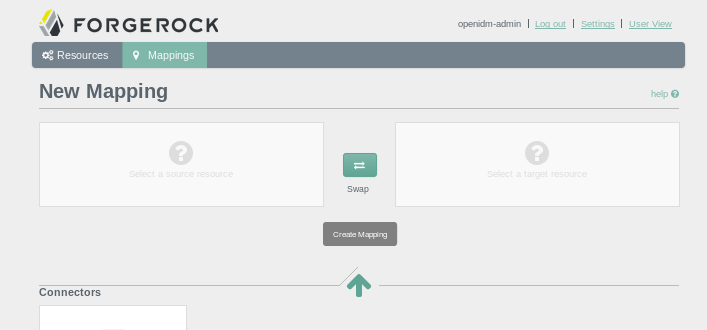 FORGEROCK
openidm-admin | Log out | Settings | User View
Resources
Mappings
New Mapping
help
Select a source resource
Swap
Select a target resource
Create Mapping
Connectors